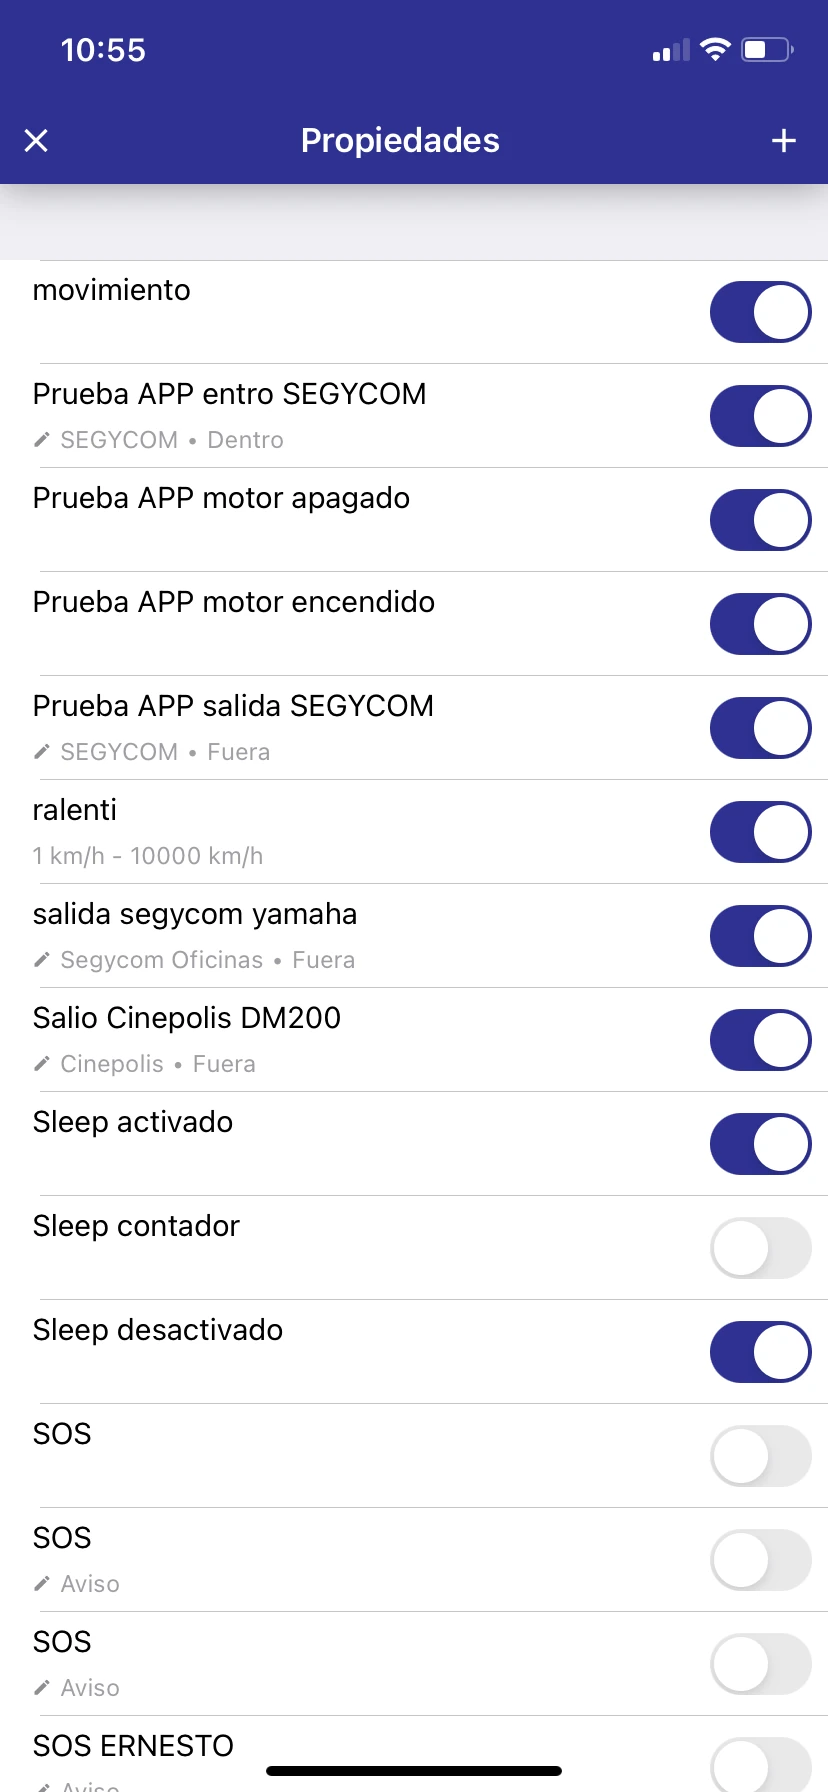 10:55
Propiedades
movimiento
Prueba APP entro SEGYCOM
SEGYCOM • Dentro
Prueba APP motor apagado
Prueba APP motor encendido
Prueba APP salida SEGYCOM
SEGYCOM • Fuera
ralenti
1 km/h - 10000 km/h
salida segycom yamaha
Segycom Oficinas • Fuera
Salio Cinepolis DM200
Cinepolis • Fuera
Sleep activado
Sleep contador
Sleep desactivado
SOS
SOS
Aviso
SOS
Aviso
SOS ERNESTO
Aviso